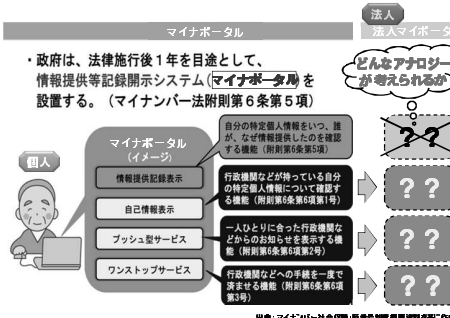 マイナポータル
法人
法人マイポータ
・政府は、法律施行後１年を目途として、
情報提供等記録開示システム(マイナポータル)を
設置する。（マイナンバー法附則第６条第５項）
どんなアナロジー
が考えられるか
？？
個人
マイナポータル
(イメージ)
情報提供記録表示
自己情報表示
プッシュ型サービス
ワンストップサービス
自分の特定個人情報をいつ、誰
が、なぜ情報提供したのを確認
する機能（附則第6条第5項）
行政機関などが持っている自分
の特定個人情報について確認す
る機能（附則第6条第6項第1号）
？？
一人ひとりに合った行政機関な
どからのお知らせを表示する機
能（附則第6条第6項第2号）
？？
行政機関などへの手続を一度で
済ませる機能（附則第6条第6項
第3号）
？？